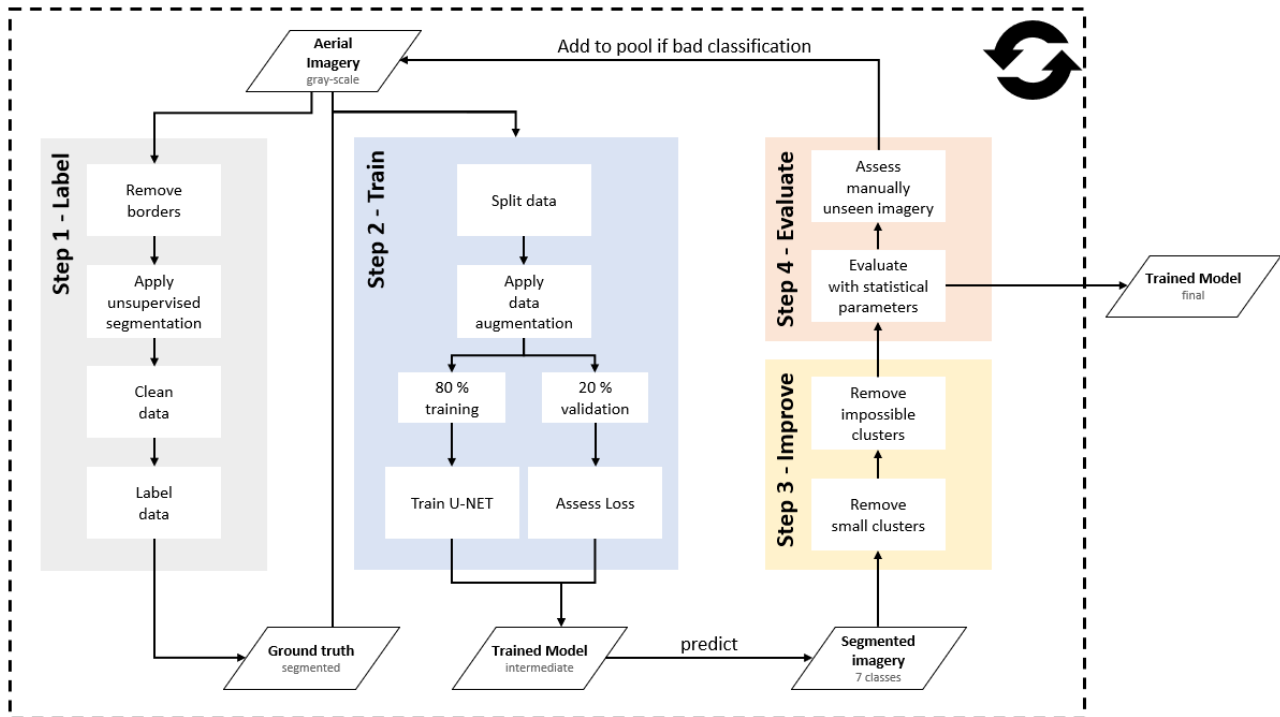 Aerial
Imagery
gray-scale
Add to pool if bad classification
Step 1 - Label
Remove
borders
Apply
unsupervised
segmentation
Clean
data
Label
data
Ground truth
segmented
Step 2 - Train
Split data
Apply
data
augmentation
80 %
training
20 %
validation
Train U-NET
Assess Loss
Trained Model
intermediate
predict
Segmented
imagery
7 classes
Step 3 - Improve
Remove
small clusters
Remove
impossible
clusters
Step 4 - Evaluate
Evaluate
with statistical
parameters
Assess
manually
unseen imagery
Trained Model
final